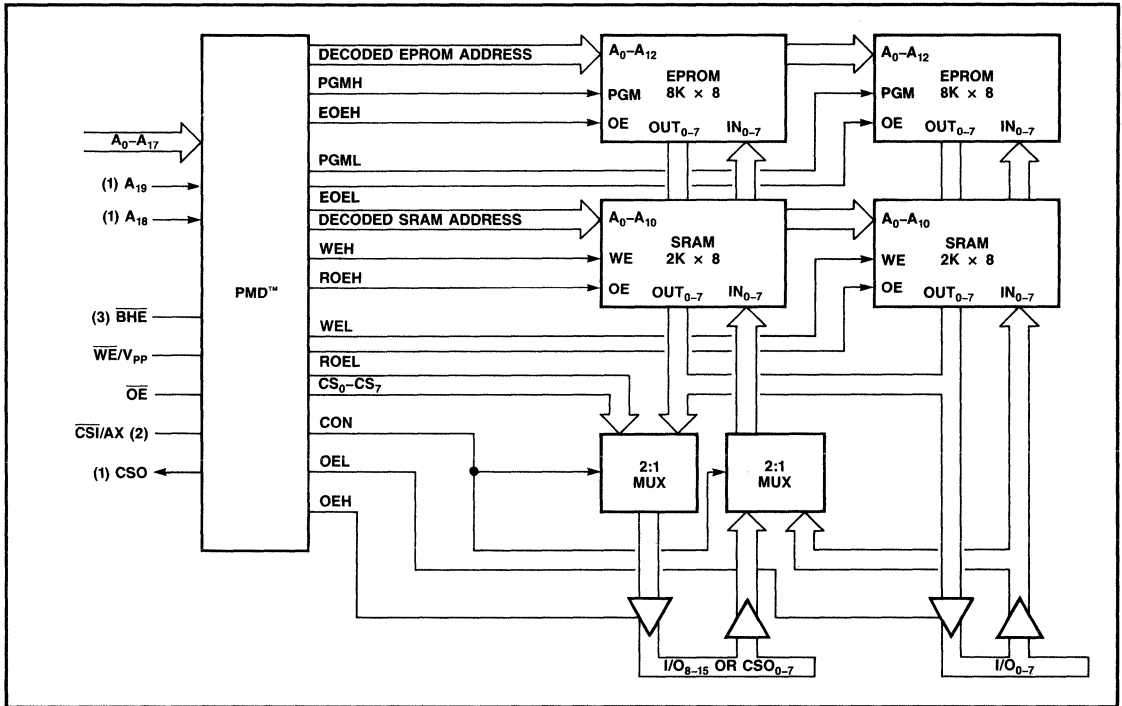 A₀–A₁₇
(1) A₁₉
(1) A₁₈
(3) B̅H̅E̅
W̅E̅/Vₚₚ
O̅E̅
C̅S̅I̅/AX (2)
(1) CSO
PMD™
DECODED EPROM ADDRESS
PGMH
EOEH
PGML
EOEL
DECODED SRAM ADDRESS
WEH
ROEH
WEL
ROEL
CS₀–CS₇
CON
OEL
OEH
A₀–A₁₂
EPROM
8K × 8
PGM
OE
OUT₀₋₇ IN₀₋₇
A₀–A₁₂
EPROM
8K × 8
PGM
OE
OUT₀₋₇ IN₀₋₇
A₀–A₁₀
SRAM
2K × 8
WE
OE
OUT₀₋₇ IN₀₋₇
A₀–A₁₀
SRAM
2K × 8
WE
OE
OUT₀₋₇ IN₀₋₇
2:1
MUX
2:1
MUX
I/O₈₋₁₅ OR CSO₀₋₇
I/O₀₋₇